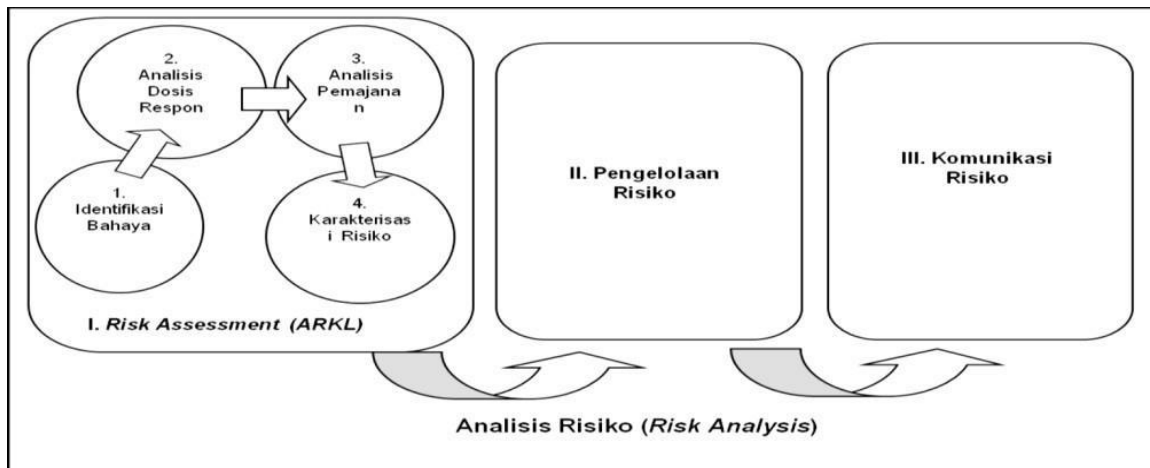 1.
Identifikasi
Bahaya
2.
Analisis
Dosis
Respon
3.
Analisis
Pemajana
n
4.
Karakterisas
i Risiko
I. Risk Assessment (ARKL)
II. Pengelolaan
Risiko
III. Komunikasi
Risiko
Analisis Risiko (Risk Analysis)